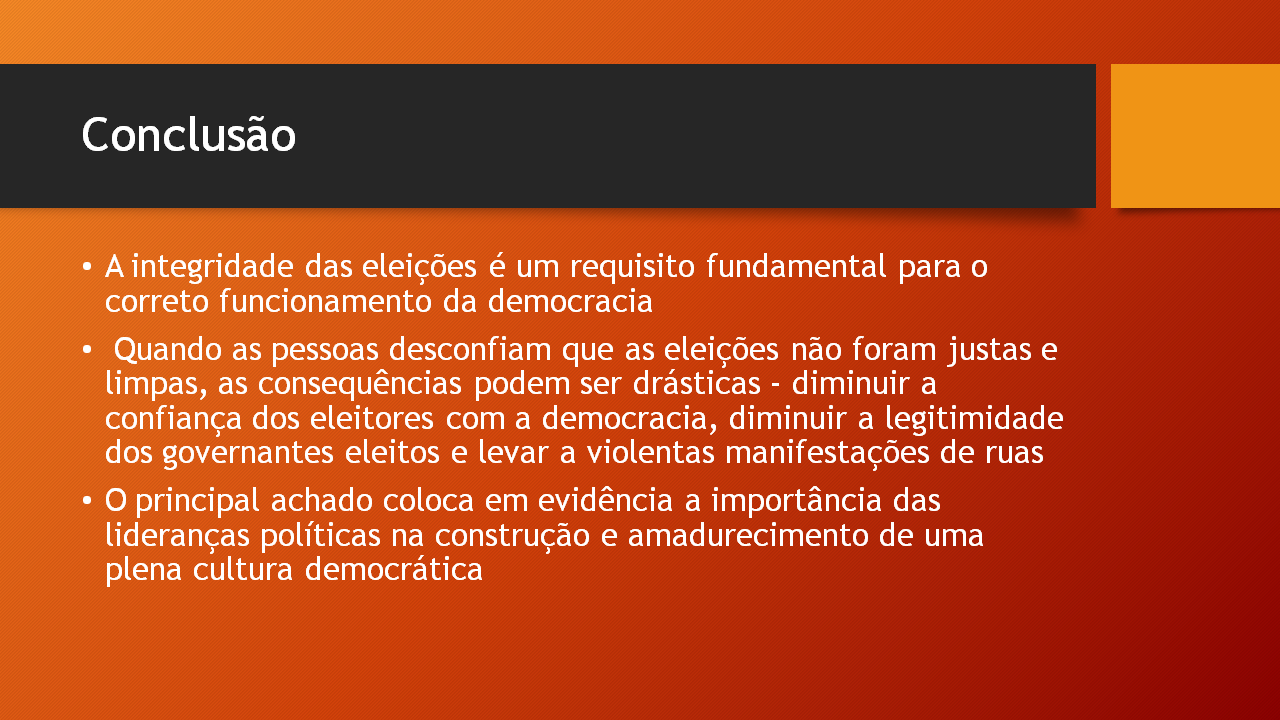 Conclusão
• A integridade das eleições é um requisito fundamental para o
correto funcionamento da democracia
• Quando as pessoas desconfiam que as eleições não foram justas e
limpas, as consequências podem ser drásticas - diminuir a
confiança dos eleitores com a democracia, diminuir a legitimidade
dos governantes eleitos e levar a violentas manifestações de ruas
• O principal achado coloca em evidência a importância das
lideranças políticas na construção e amadurecimento de uma
plena cultura democrática